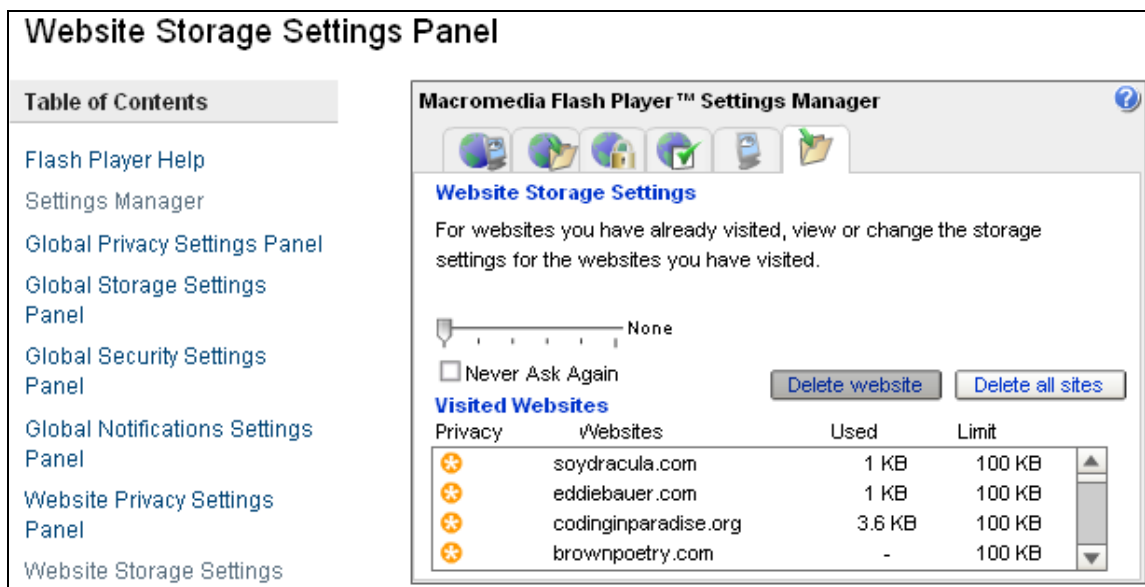 Website Storage Settings Panel
Table of Contents
Flash Player Help
Settings Manager
Global Privacy Settings Panel
Global Storage Settings
Panel
Global Security Settings
Panel
Global Notifications Settings
Panel
Website Privacy Settings
Panel
Website Storage Settings
Macromedia Flash Player™ Settings Manager ?
Website Storage Settings
For websites you have already visited, view or change the storage
settings for the websites you have visited.
None
Never Ask Again
Delete website Delete all sites
Visited Websites
Privacy Websites Used Limit
soydracula.com 1 KB 100 KB
eddiebauer.com 1 KB 100 KB
codinginparadise.org 3.6 KB 100 KB
brownpoetry.com - 100 KB